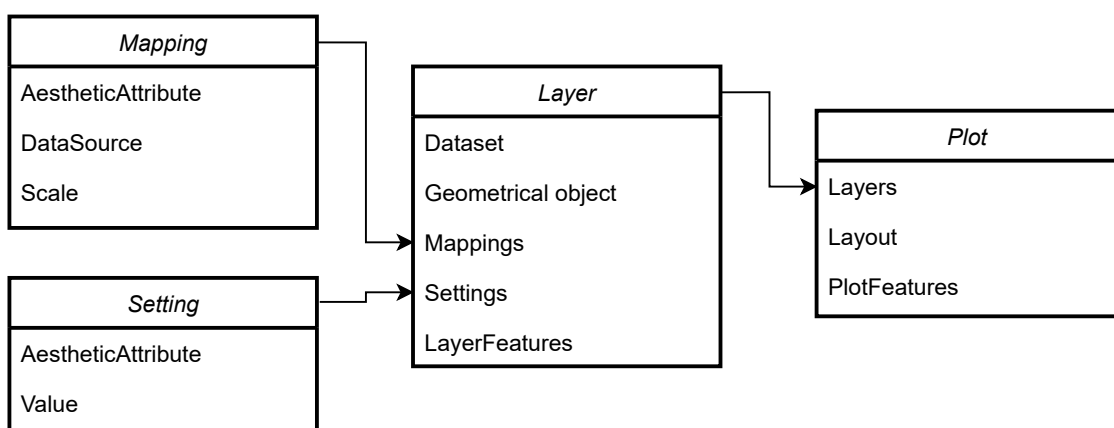 Mapping
AestheticAttribute
DataSource
Scale
Setting
AestheticAttribute
Value
Layer
Dataset
Geometrical object
Mappings
Settings
LayerFeatures
Plot
Layers
Layout
PlotFeatures